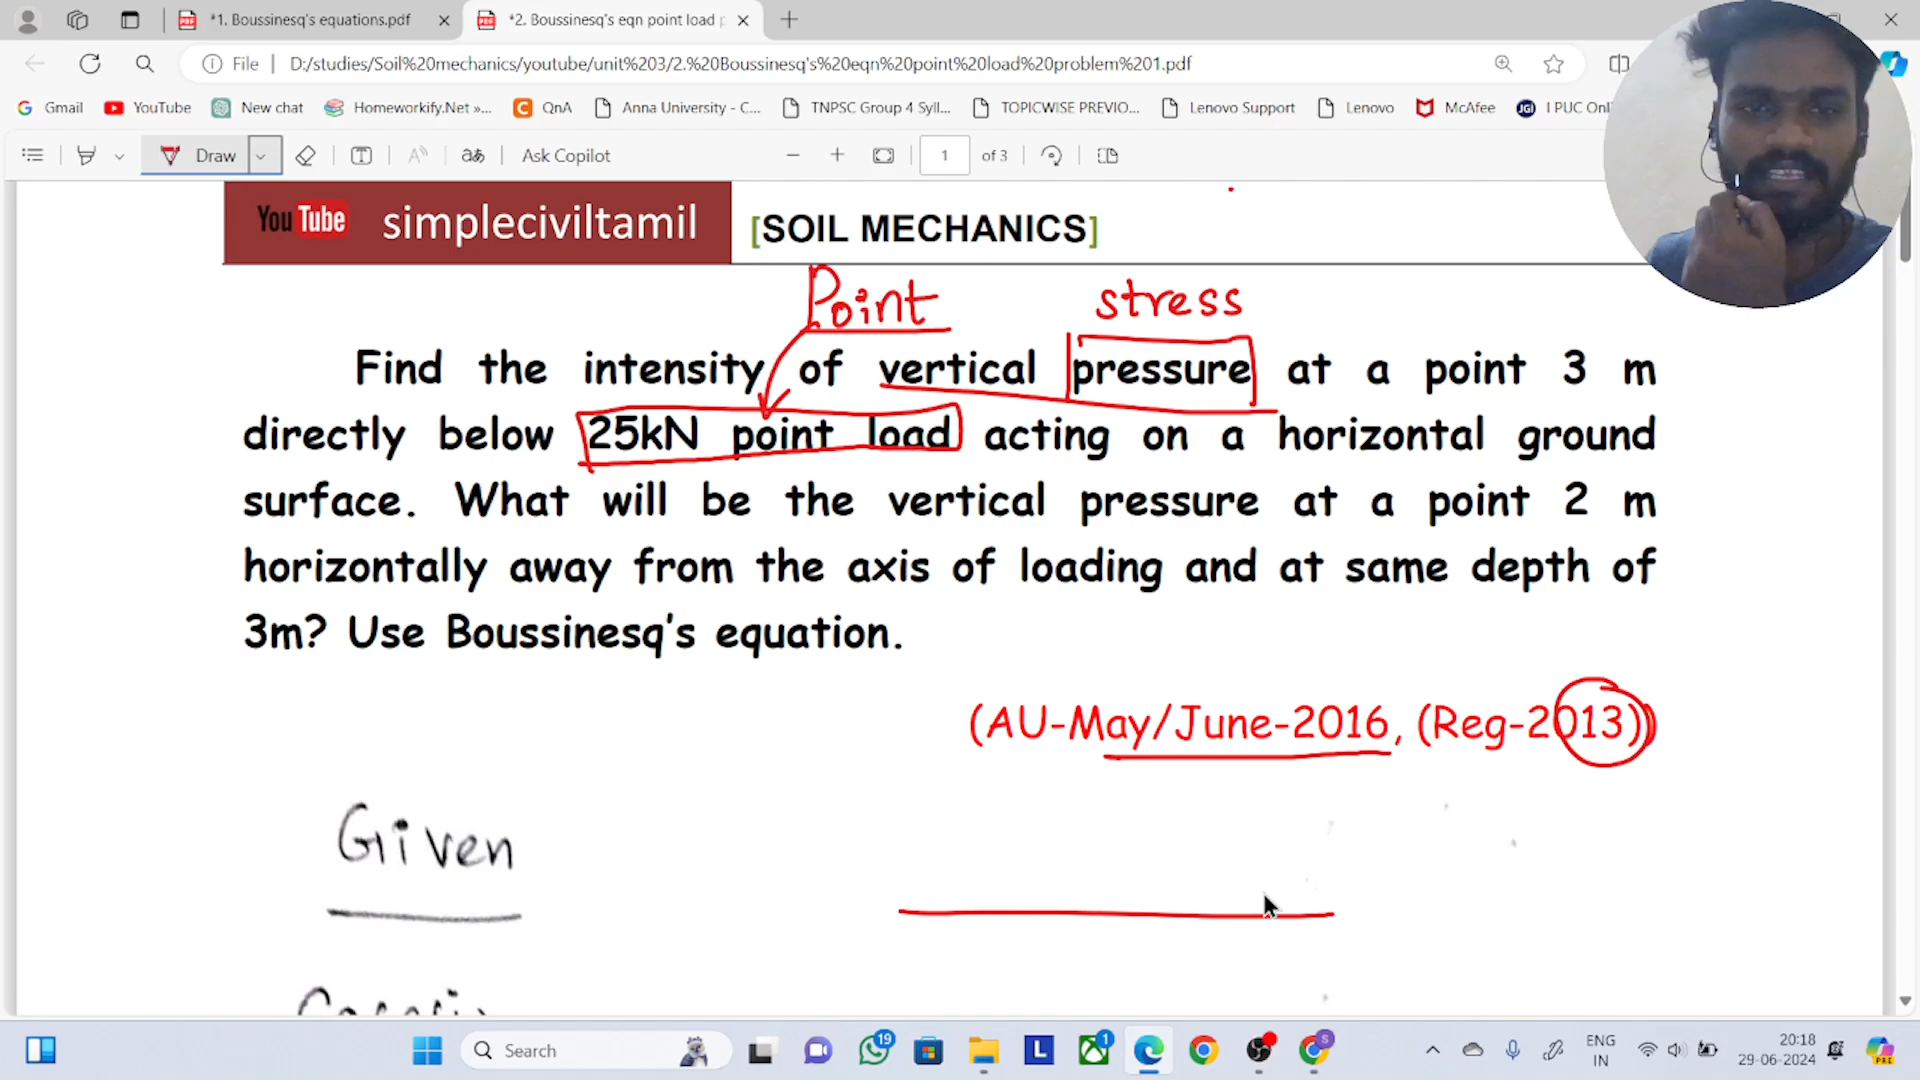 *1. Boussinesq's equations.pdf
*2. Boussinesq's eqn point load p
File
D:/studies/Soil%20mechanics/youtube/unit%203/2.%20Boussinesq's%20eqn%20point%20load%20problem%201.pdf
Gmail
YouTube
New chat
Homeworkify.Net »...
QnA
Anna University - C...
TNPSC Group 4 Syll...
TOPICWISE PREVIO...
Lenovo Support
Lenovo
McAfee
I PUC Onl
Draw
Ask Copilot
1 of 3
YouTube simpleciviltamil
[SOIL MECHANICS]
Point
stress
Find the intensity of vertical pressure at a point 3 m
directly below 25kN point load acting on a horizontal ground
surface. What will be the vertical pressure at a point 2 m
horizontally away from the axis of loading and at same depth of
3m? Use Boussinesq's equation.
(AU-May/June-2016, (Reg-2013))
Given
Search
19
1
ENG
IN
20:18
29-06-2024